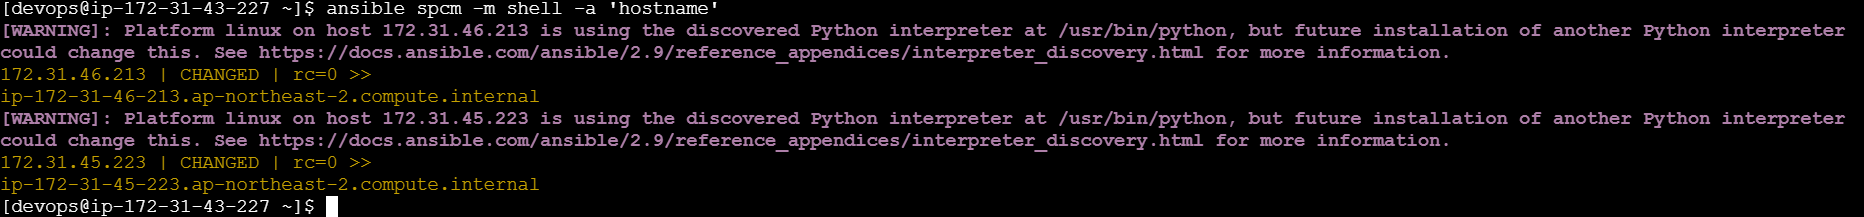 [devops@ip-172-31-43-227 ~]$ ansible spcm -m shell -a 'hostname'
[WARNING]: Platform linux on host 172.31.46.213 is using the discovered Python interpreter at /usr/bin/python, but future installation of another Python interpreter
could change this. See https://docs.ansible.com/ansible/2.9/reference_appendices/interpreter_discovery.html for more information.
172.31.46.213 | CHANGED | rc=0 >>
ip-172-31-46-213.ap-northeast-2.compute.internal
[WARNING]: Platform linux on host 172.31.45.223 is using the discovered Python interpreter at /usr/bin/python, but future installation of another Python interpreter
could change this. See https://docs.ansible.com/ansible/2.9/reference_appendices/interpreter_discovery.html for more information.
172.31.45.223 | CHANGED | rc=0 >>
ip-172-31-45-223.ap-northeast-2.compute.internal
[devops@ip-172-31-43-227 ~]$